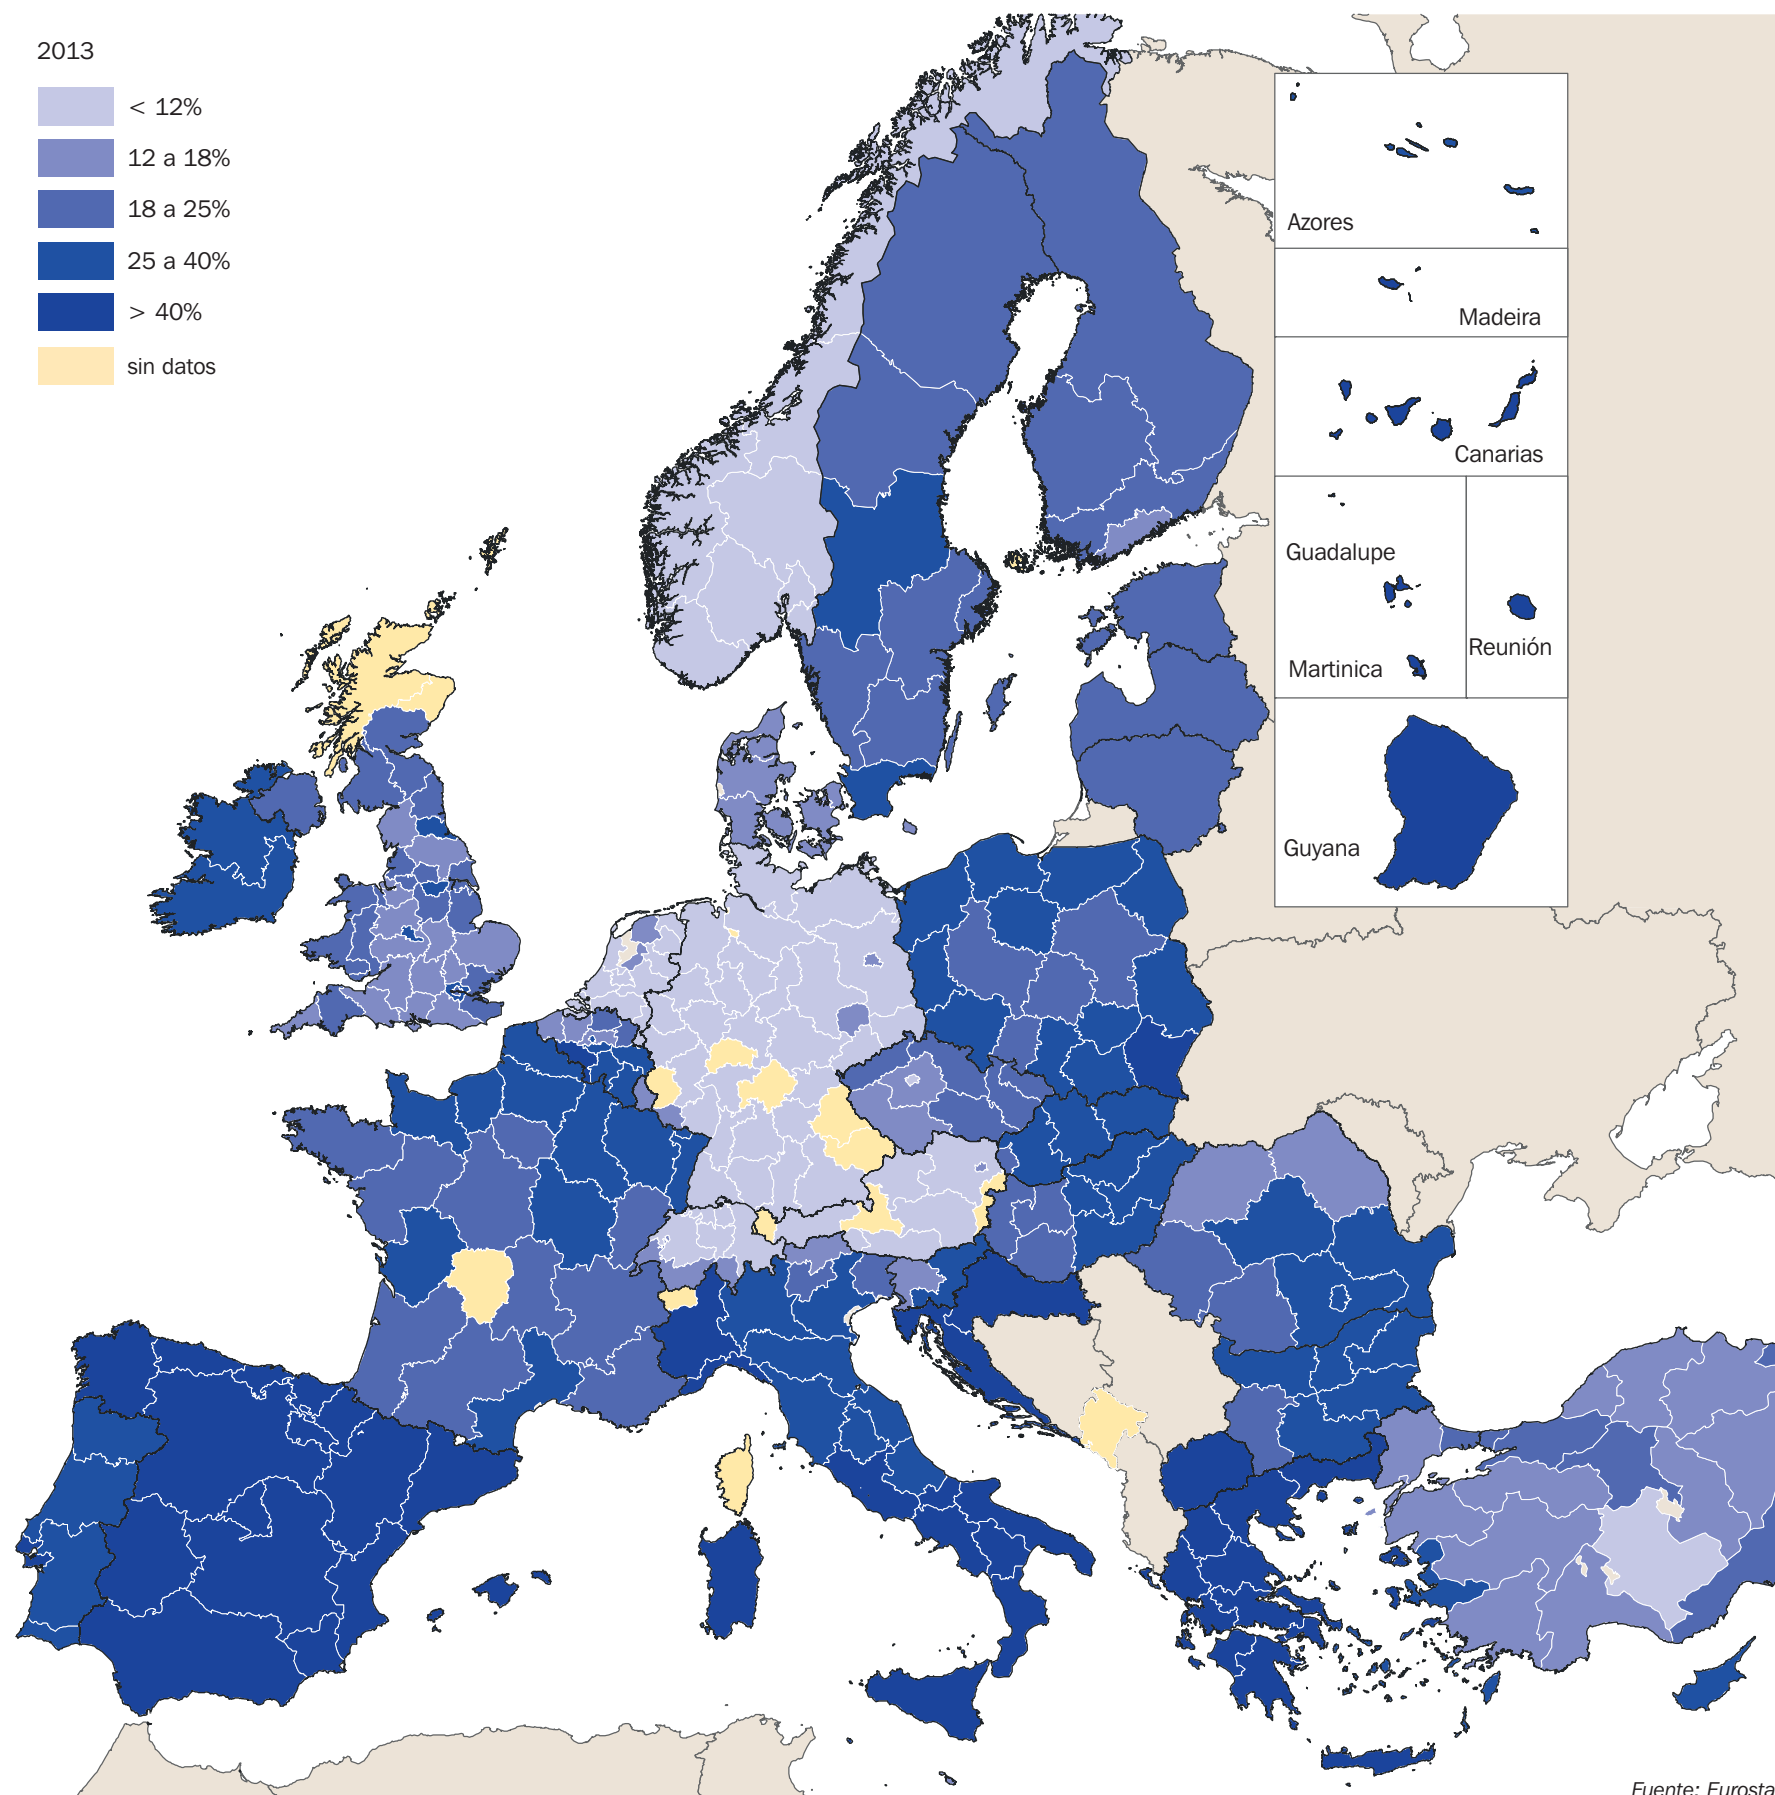 2013
< 12%
12 a 18%
18 a 25%
25 a 40%
> 40%
sin datos
Azores
Madeira
Canarias
Guadalupe
Martinica
Reunión
Guyana
Fuente: Eurosta